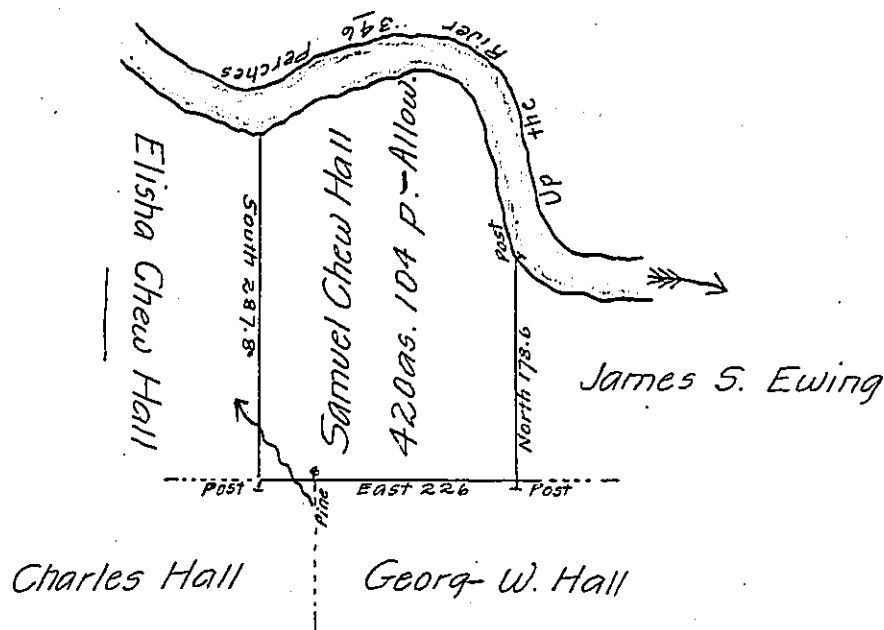 Up the River 346 Perches
Elisha Chew Hall
South 287.8
Samuel Chew Hall
420as. 104 p. - Allow.
Post
North 178.6
James S. Ewing
Post
East 226
Post
Pine
Charles Hall
Georg- W. Hall